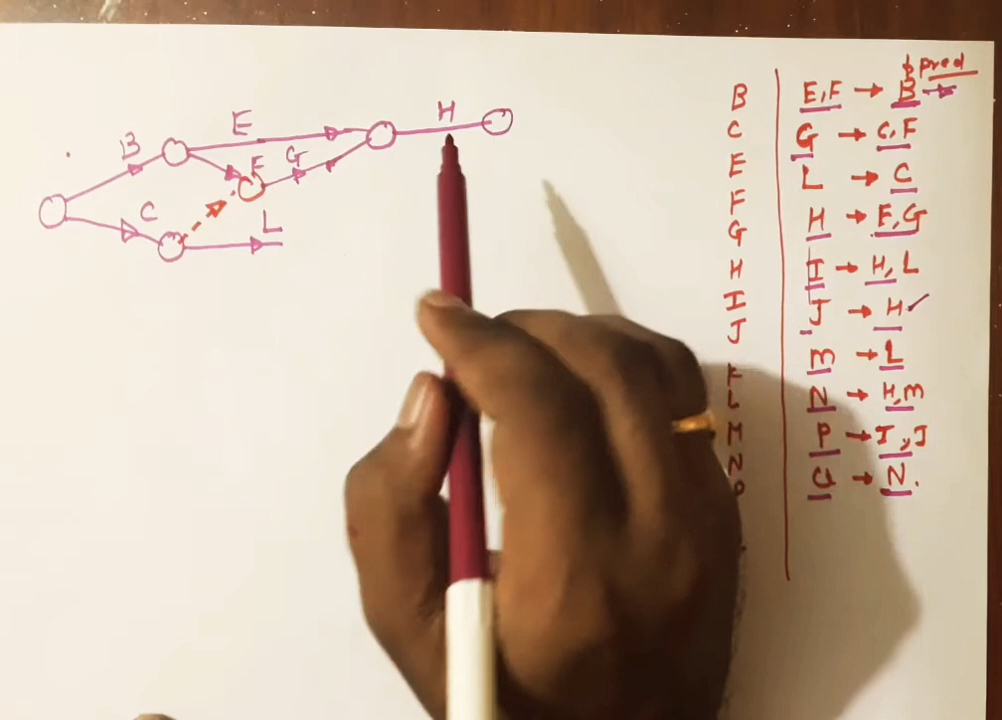 Pred
B
C
E
F
G
H
I
J
L
M
N
E,F → B
G → C,F
L → C
H → E,G
I → H,L
J → H ✓
M → L
N → H,M
P → I,J
Q → N.
B
E
H
F
G
C
L